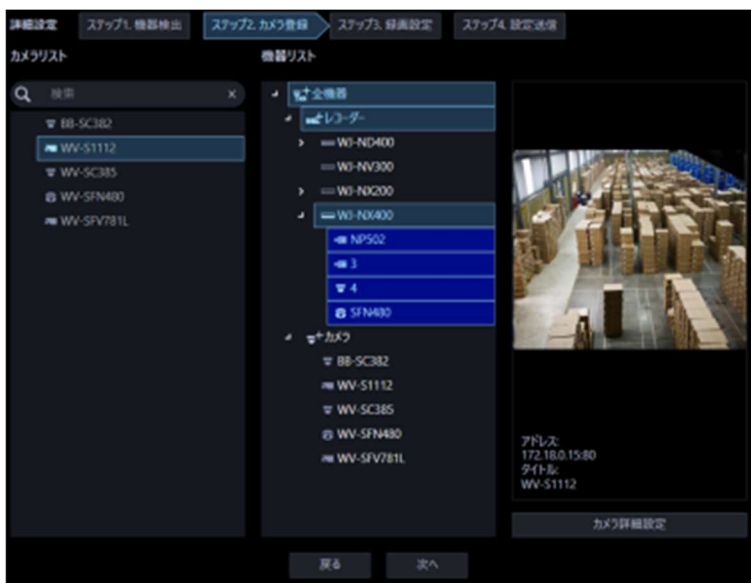 詳細設定
ステップ1. 機器検出
ステップ2. カメラ登録
ステップ3. 録画設定
ステップ4. 設定送信
カメラリスト
検索
x
BB-SC382
WV-S1112
WV-SC385
WV-SFN480
WV-SFV781L
機器リスト
全機器
レコーダー
WJ-ND400
WJ-NV300
WJ-NX200
WJ-NX400
NP502
3
4
SFN480
カメラ
BB-SC382
WV-S1112
WV-SC385
WV-SFN480
WV-SFV781L
アドレス:
172.18.0.15:80
タイトル:
WV-S1112
カメラ詳細設定
戻る
次へ